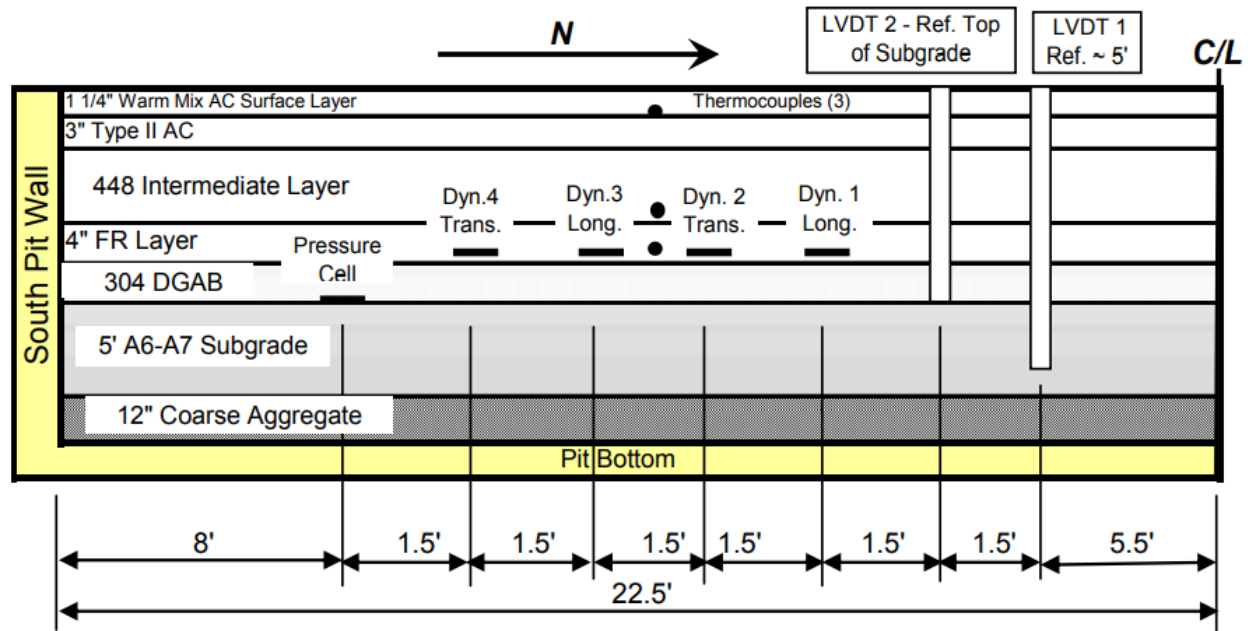 N
LVDT 2 - Ref. Top
of Subgrade
LVDT 1
Ref. ~ 5'
C/L
1 1/4" Warm Mix AC Surface Layer
Thermocouples (3)
3" Type II AC
448 Intermediate Layer
Dyn.4
Trans.
Dyn.3
Long.
Dyn. 2
Trans.
Dyn. 1
Long.
4" FR Layer
Pressure
Cell
304 DGAB
South Pit Wall
5' A6-A7 Subgrade
12" Coarse Aggregate
Pit Bottom
8'
1.5'
1.5'
1.5'
1.5'
1.5'
1.5'
5.5'
22.5'